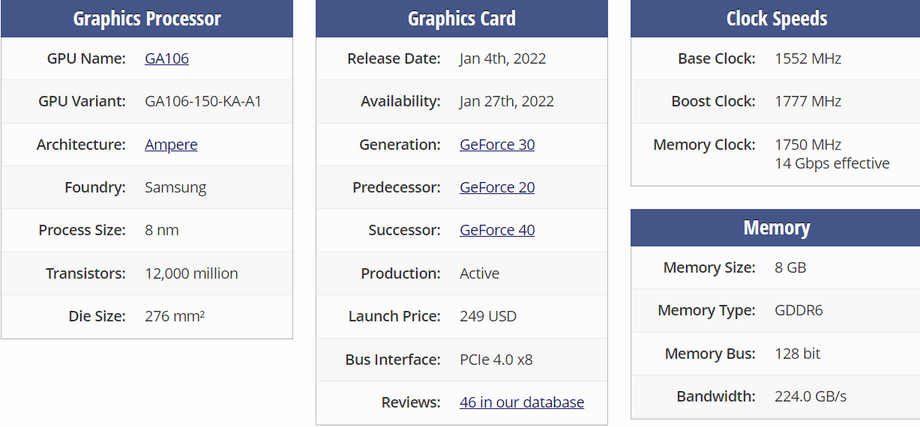 Graphics Processor
GPU Name: GA106
GPU Variant: GA106-150-KA-A1
Architecture: Ampere
Foundry: Samsung
Process Size: 8 nm
Transistors: 12,000 million
Die Size: 276 mm²
Graphics Card
Release Date: Jan 4th, 2022
Availability: Jan 27th, 2022
Generation: GeForce 30
Predecessor: GeForce 20
Successor: GeForce 40
Production: Active
Launch Price: 249 USD
Bus Interface: PCIe 4.0 x8
Reviews: 46 in our database
Clock Speeds
Base Clock: 1552 MHz
Boost Clock: 1777 MHz
Memory Clock: 1750 MHz
14 Gbps effective
Memory
Memory Size: 8 GB
Memory Type: GDDR6
Memory Bus: 128 bit
Bandwidth: 224.0 GB/s